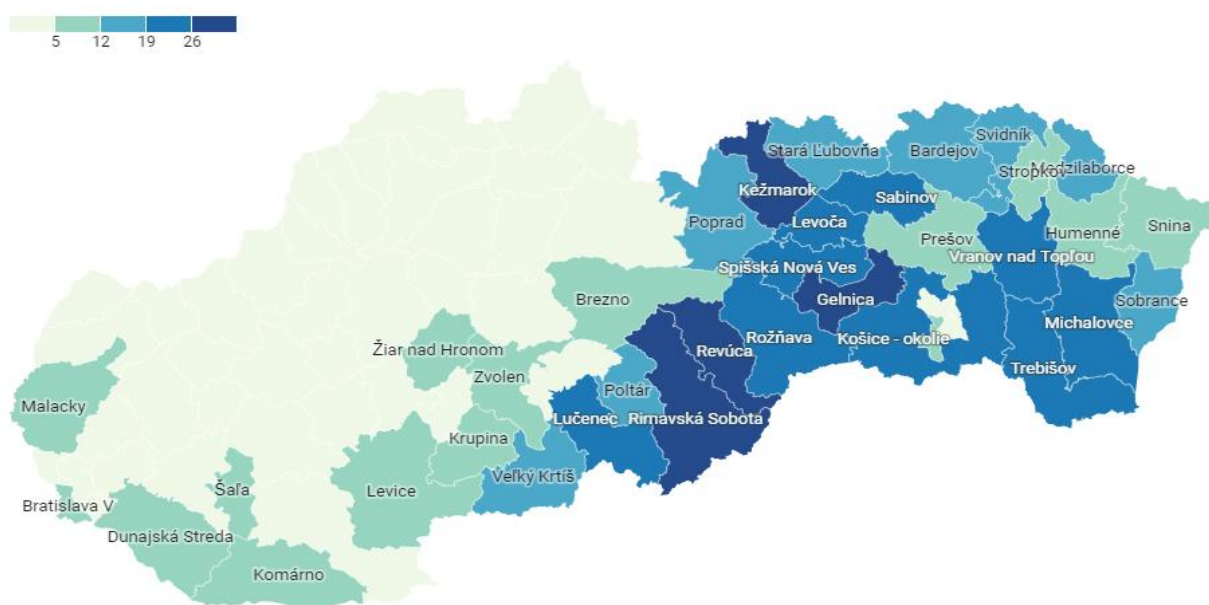 5 12 19 26
Svidník
Stará Ľubovňa
Bardejov
Medzilaborce
Stropkov
Kežmarok
Sabinov
Poprad
Levoča
Prešov
Humenné
Snina
Vranov nad Topľou
Spišská Nová Ves
Brezno
Gelnica
Sobrance
Michalovce
Rožňava
Košice - okolie
Žiar nad Hronom
Revúca
Trebišov
Zvolen
Poltár
Malacky
Lučenec
Rimavská Sobota
Krupina
Veľký Krtíš
Šaľa
Levice
Bratislava V
Dunajská Streda
Komárno